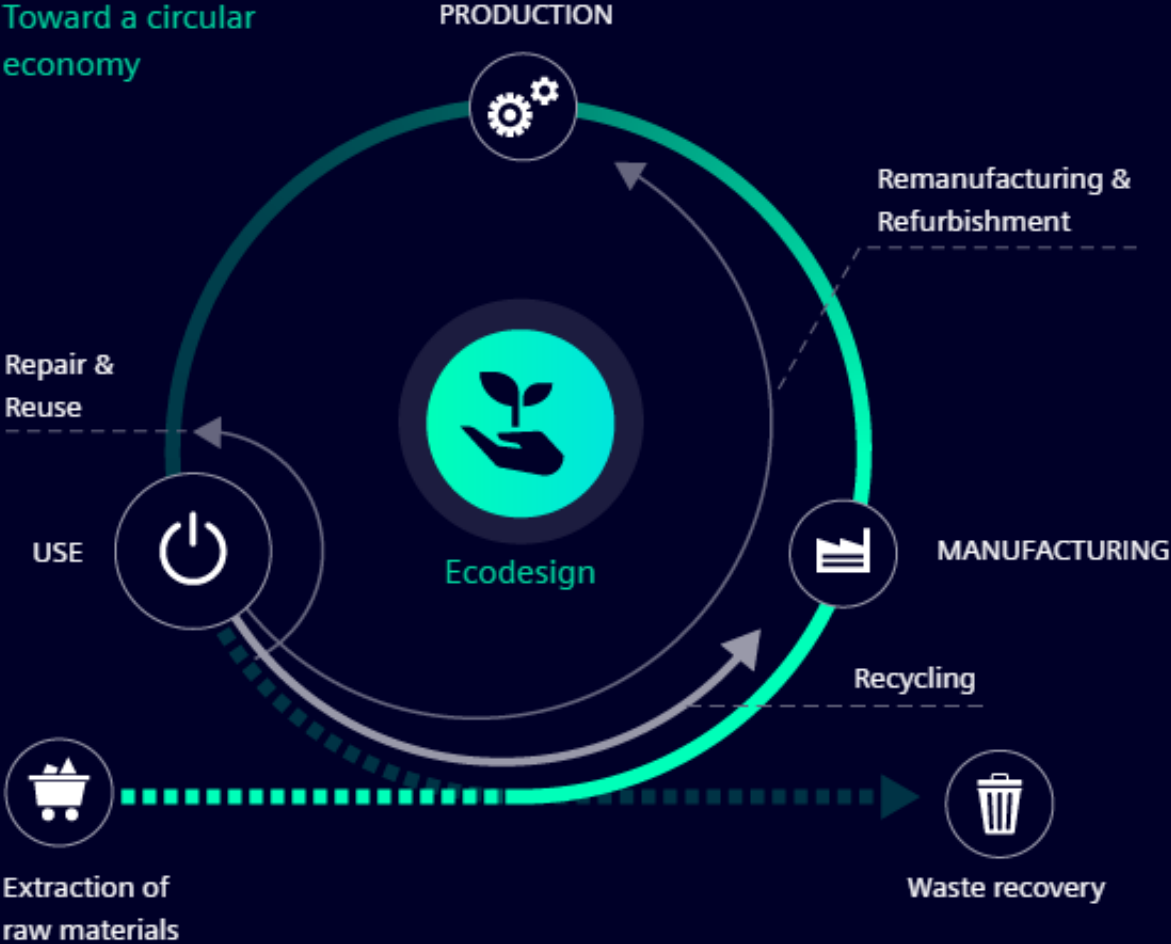 Toward a circular
economy
PRODUCTION
Remanufacturing &
Refurbishment
Repair &
Reuse
USE
Ecodesign
MANUFACTURING
Recycling
Extraction of
raw materials
Waste recovery